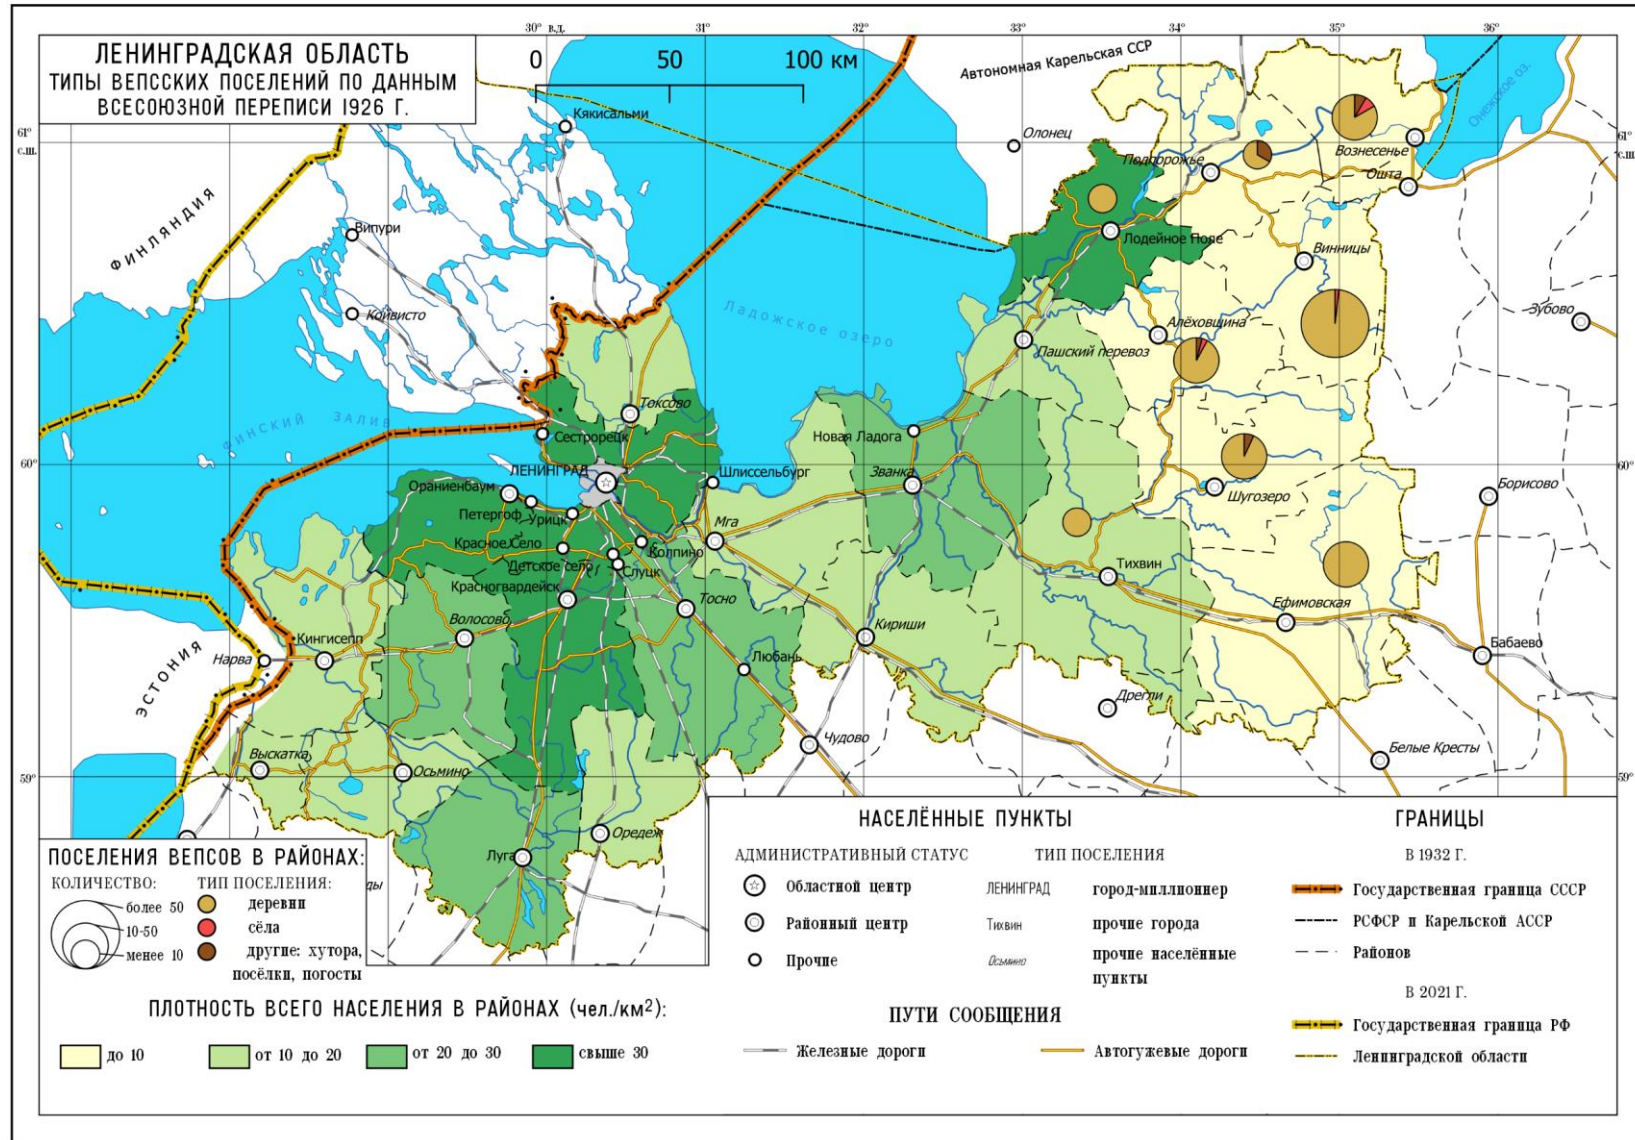 ЛЕНИНГРАДСКАЯ ОБЛАСТЬ
ТИПЫ ВЕПССКИХ ПОСЕЛЕНИЙ ПО ДАННЫМ
ВСЕСОЮЗНОЙ ПЕРЕПИСИ 1926 Г.
30° в.д.
31°
32°
33°
34°
35°
36°
0 50 100 км
61°
с.ш.
61°
с.ш.
60°
60°
59°
59°
Автономная Карельская ССР
Онежское оз.
Кякисальми
Олонец
Вознесенье
Подпорожье
Ошта
ФИНЛЯНДИЯ
Випури
Лодейное Поле
Винницы
Койвисто
Ладожское озеро
Алёховщина
Зубово
Пашский перевоз
Токсово
ФИНСКИЙ ЗАЛИВ
Сестрорецк
Новая Ладога
ЛЕНИНГРАД
Шлиссельбург
Званка
Ораниенбаум
Шугозеро
Борисово
Петергоф
Урицк
Мга
Красное Село
Колпино
Детское село
Слуцк
Тихвин
Красногвардейск
Тосно
Ефимовская
Волосово
Кириши
Кингисепп
Нарва
Любань
Бабаево
ЭСТОНИЯ
Дрегли
Чудово
Выскатка
Осьмино
Белые Кресты
Оредеж
Луга
ды
ПОСЕЛЕНИЯ ВЕПСОВ В РАЙОНАХ:
КОЛИЧЕСТВО: ТИП ПОСЕЛЕНИЯ:
более 50 деревни
10-50 сёла
менее 10 другие: хутора,
посёлки, погосты
ПЛОТНОСТЬ ВСЕГО НАСЕЛЕНИЯ В РАЙОНАХ (чел./км²):
до 10 от 10 до 20 от 20 до 30 свыше 30
НАСЕЛЁННЫЕ ПУНКТЫ
АДМИНИСТРАТИВНЫЙ СТАТУС ТИП ПОСЕЛЕНИЯ
Областной центр ЛЕНИНГРАД город-миллионнер
Районный центр Тихвин прочие города
Прочие Осьмино прочие населённые
пункты
ПУТИ СООБЩЕНИЯ
Железные дороги Автогужевые дороги
ГРАНИЦЫ
В 1932 Г.
Государственная граница СССР
РСФСР и Карельской АССР
Районов
В 2021 Г.
Государственная граница РФ
Ленинградской области